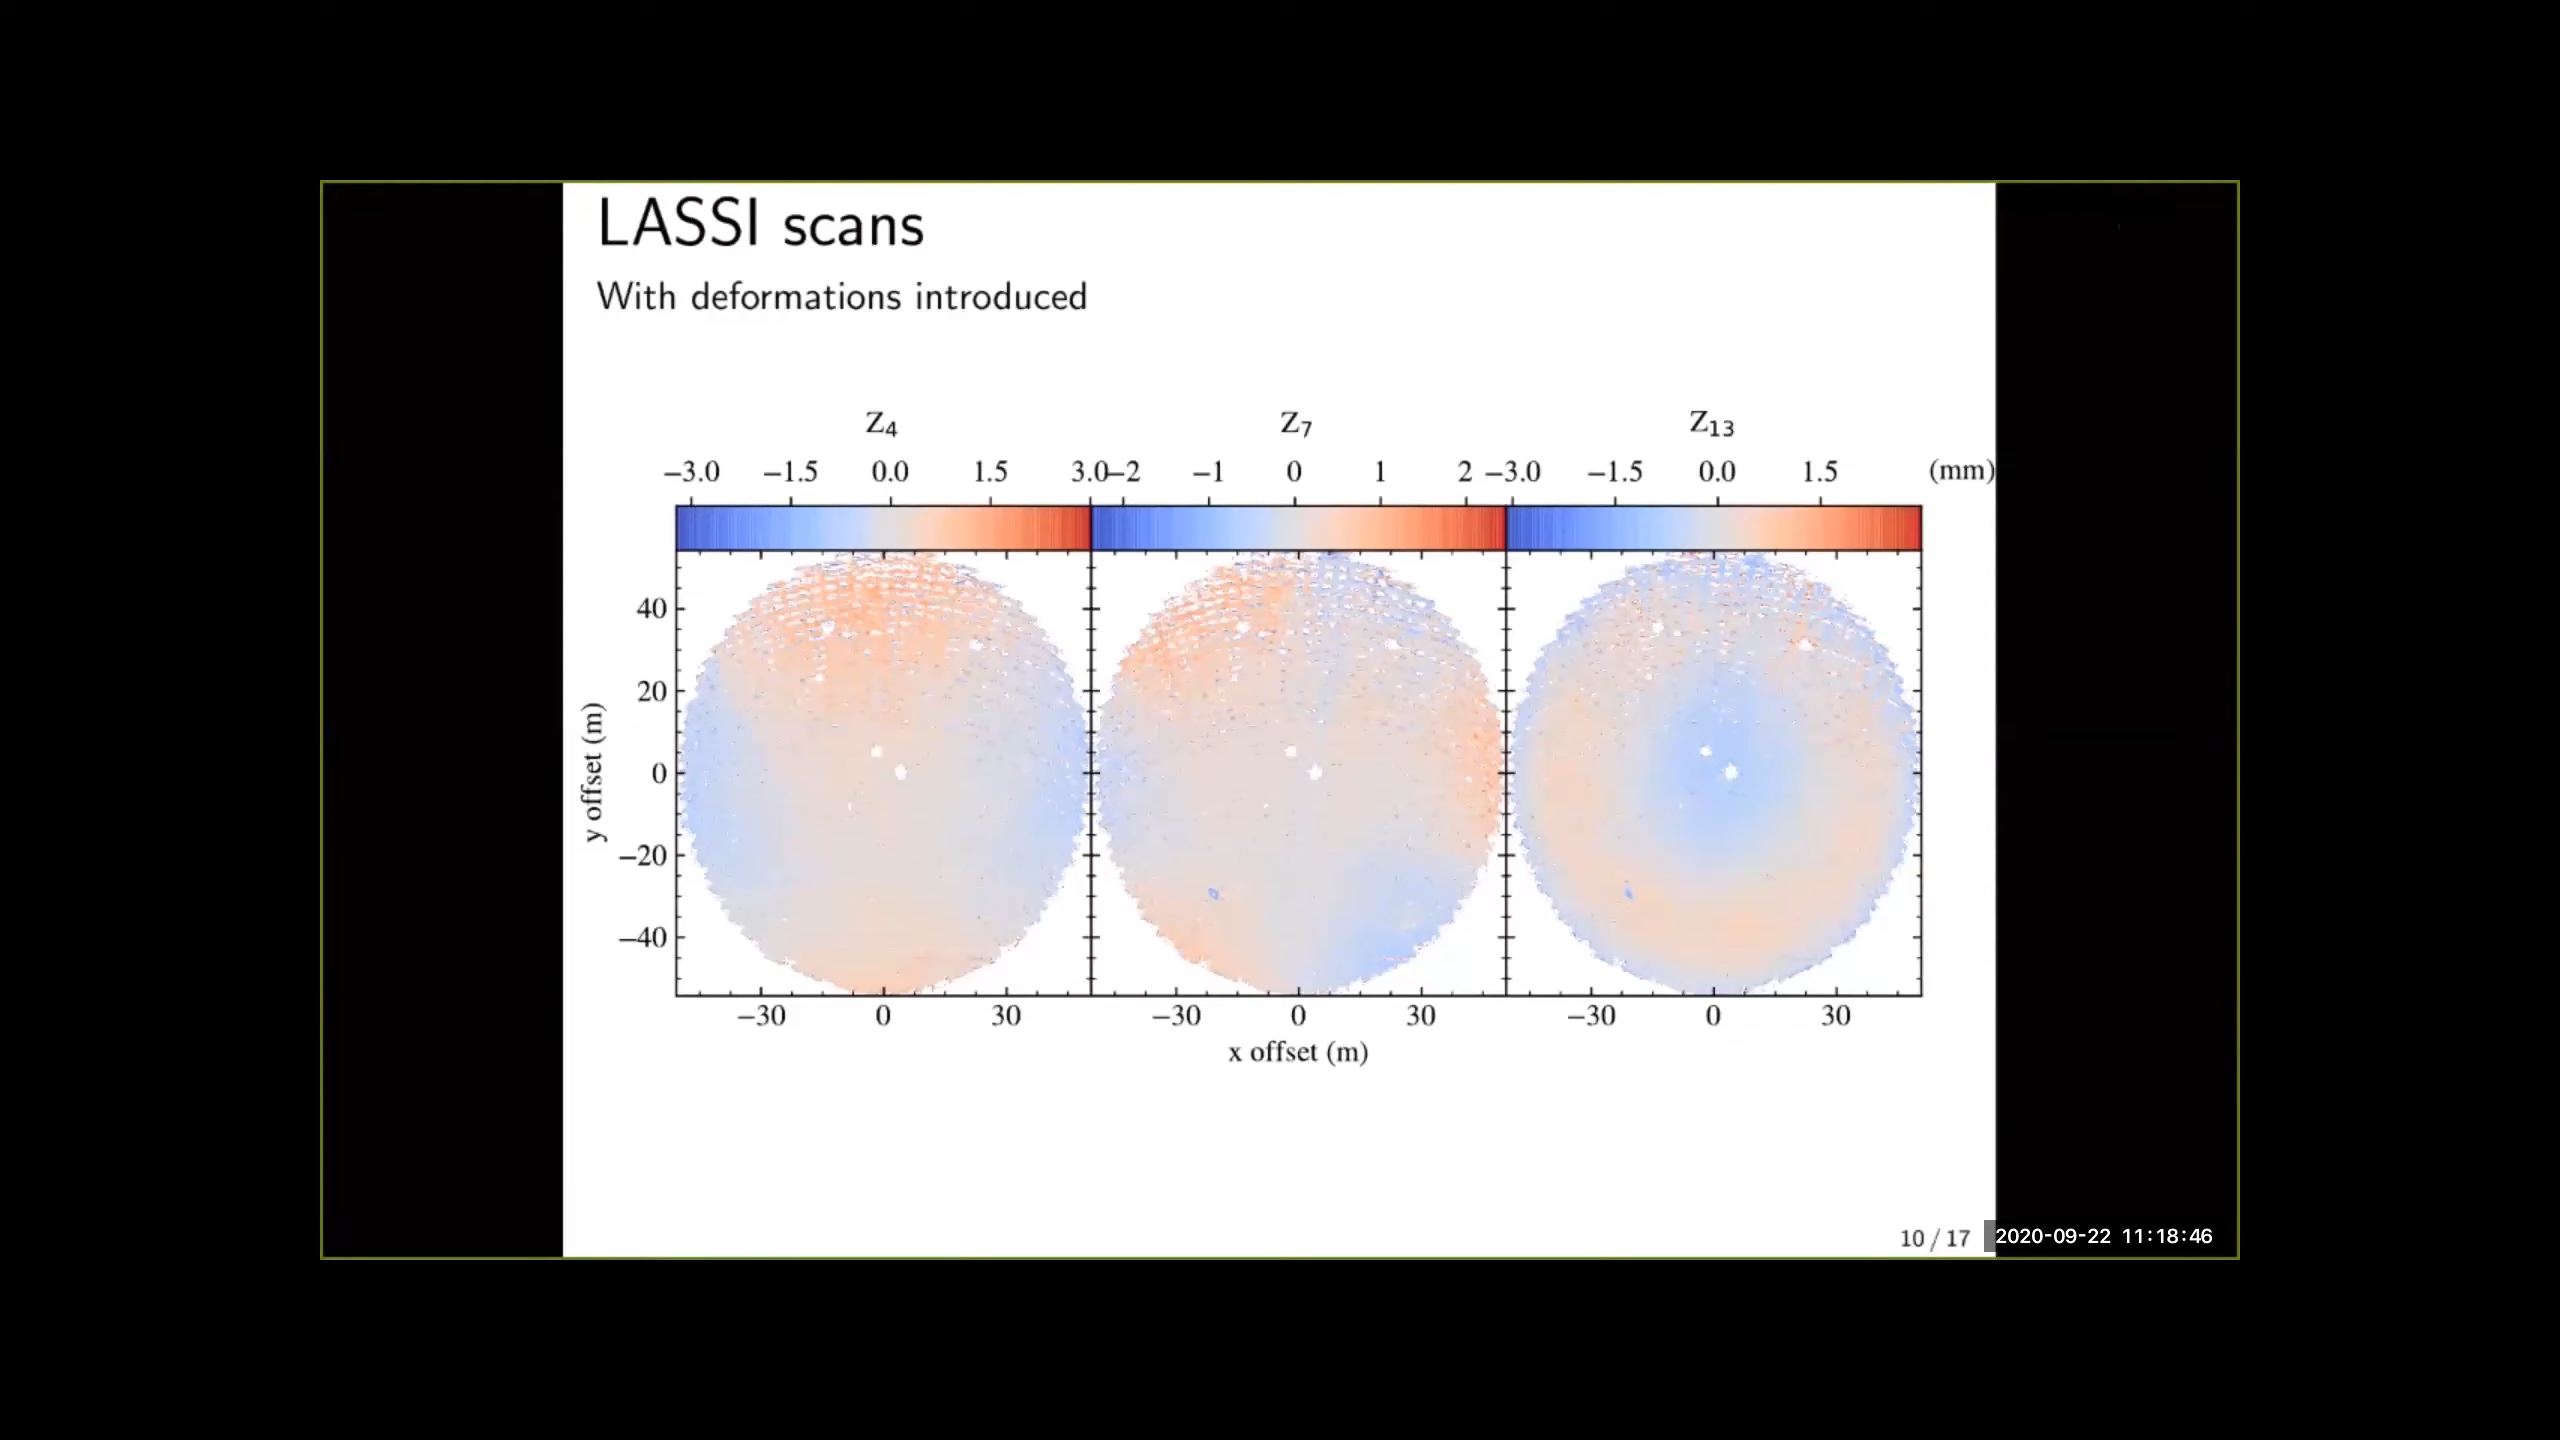 LASSI scans
With deformations introduced
Z4 Z7 Z13
−3.0 −1.5 0.0 1.5 3.0 −2 −1 0 1 2 −3.0 −1.5 0.0 1.5 (mm)
40
20
0
−20
−40
y offset (m)
−30 0 30 −30 0 30 −30 0 30
x offset (m)
10 / 17
2020-09-22 11:18:46